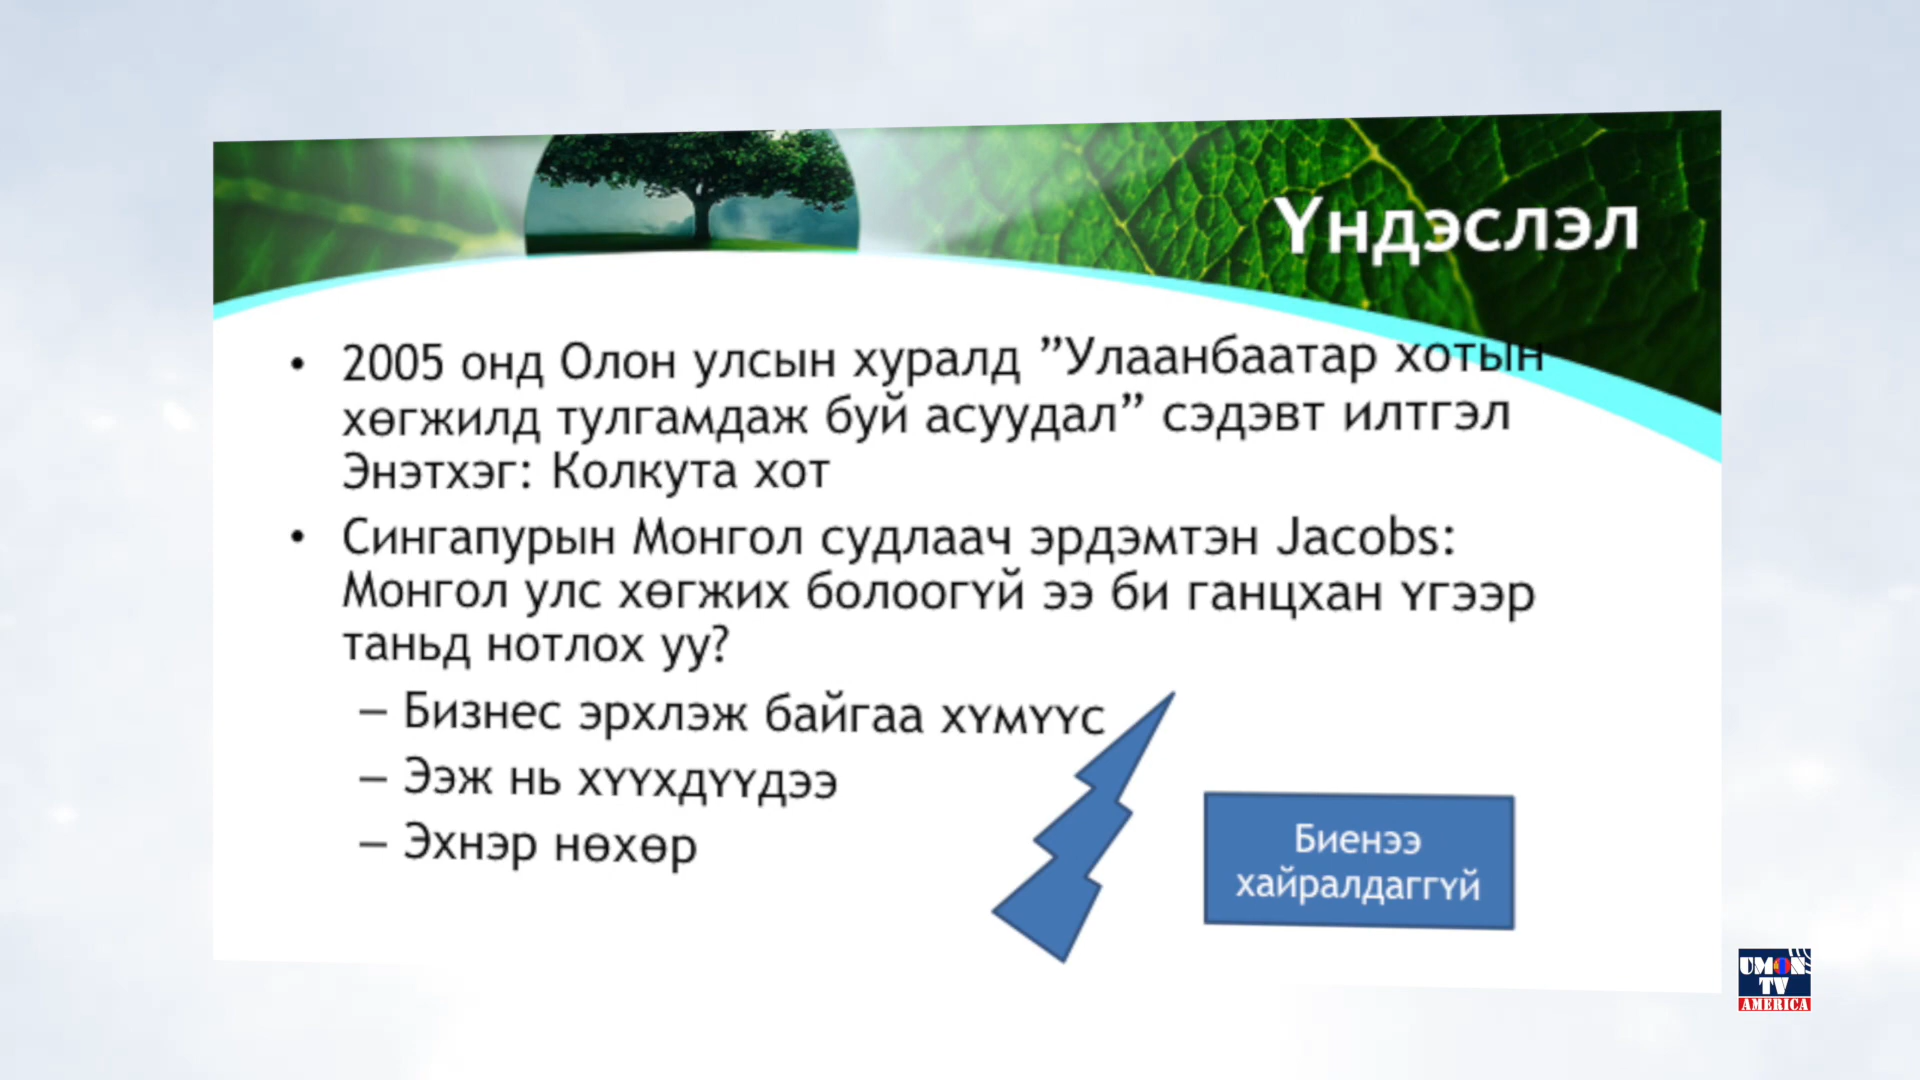 Үндэслэл
• 2005 онд Олон улсын хуралд ”Улаанбаатар хотын
хөгжилд тулгамдаж буй асуудал” сэдэвт илтгэл
Энэтхэг: Колкута хот
• Сингапурын Монгол судлаач эрдэмтэн Jacobs:
Монгол улс хөгжих болоогүй ээ би ганцхан үгээр
таньд нотлох уу?
– Бизнес эрхлэж байгаа хүмүүс
– Ээж нь хүүхдүүдээ
– Эхнэр нөхөр
Биенээ
хайралдаггүй
UMON
TV
AMERICA